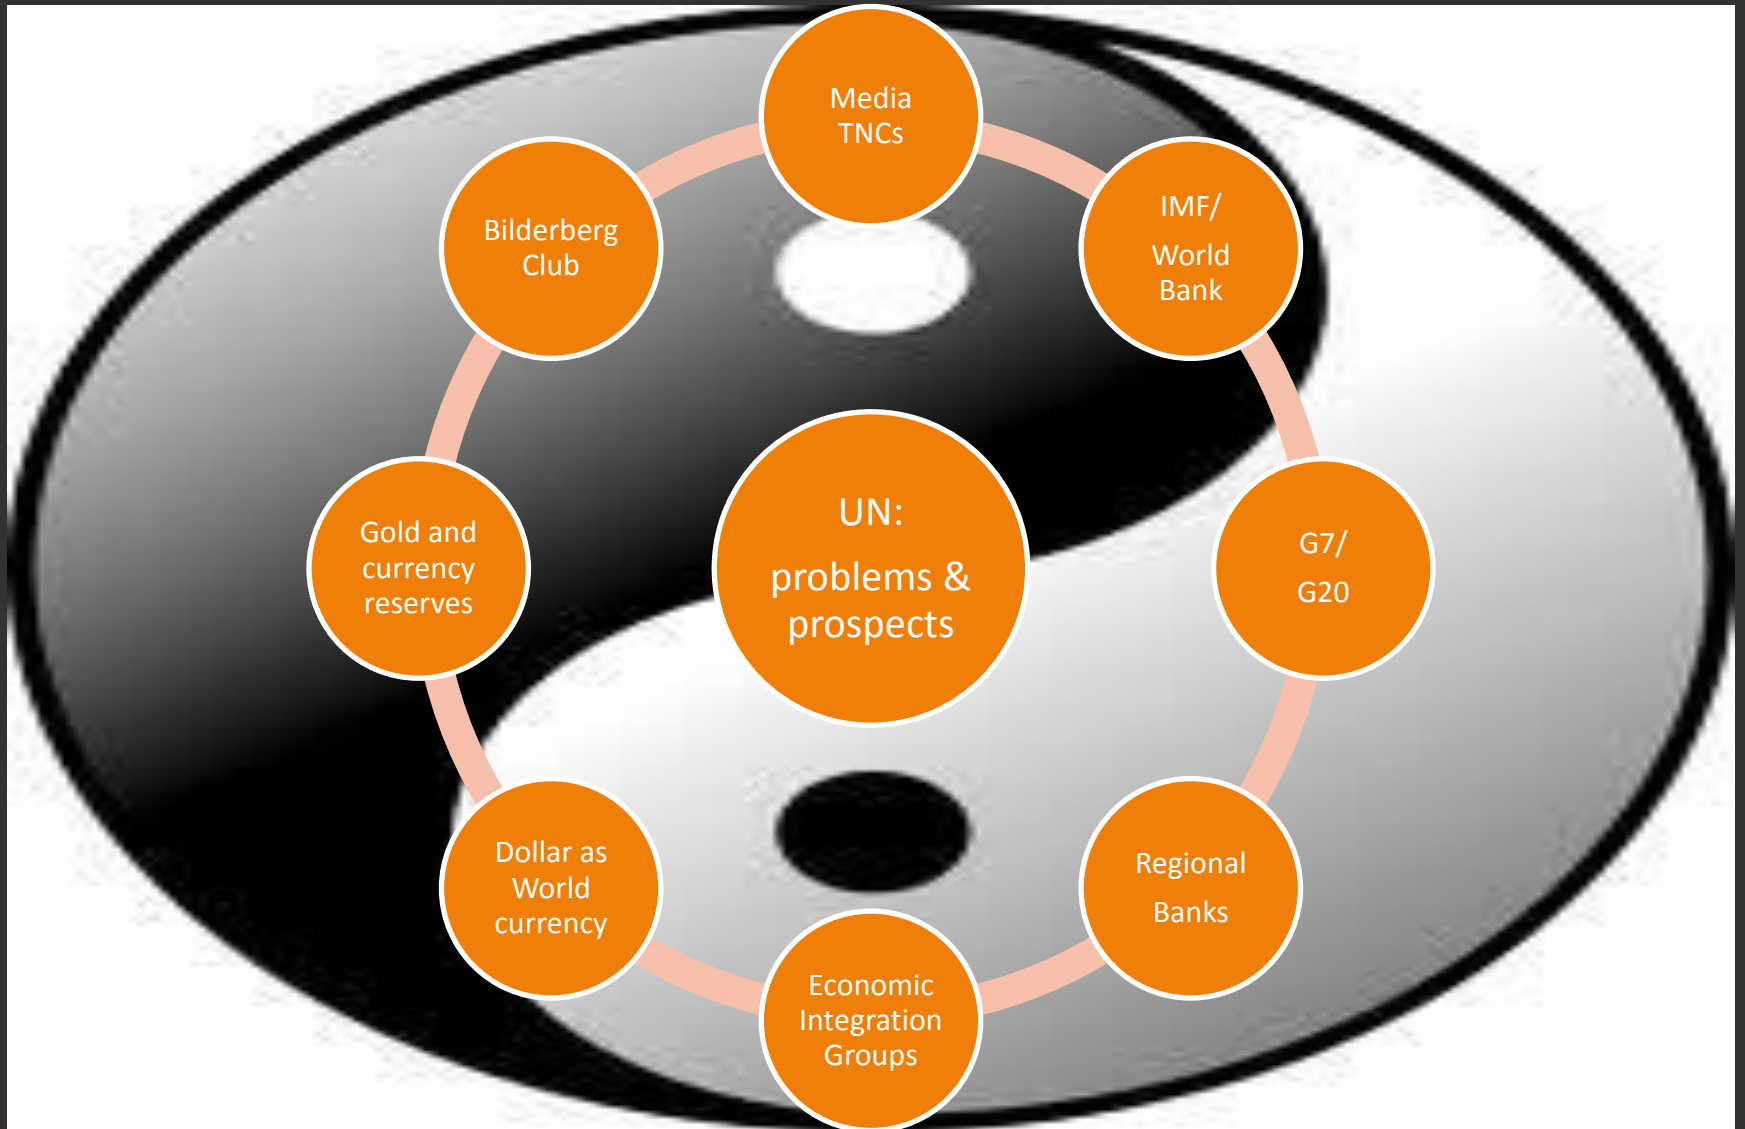 Media
TNCs
IMF/
World
Bank
G7/
G20
Regional
Banks
Economic
Integration
Groups
Dollar as
World
currency
Gold and
currency
reserves
Bilderberg
Club
UN:
problems &
prospects